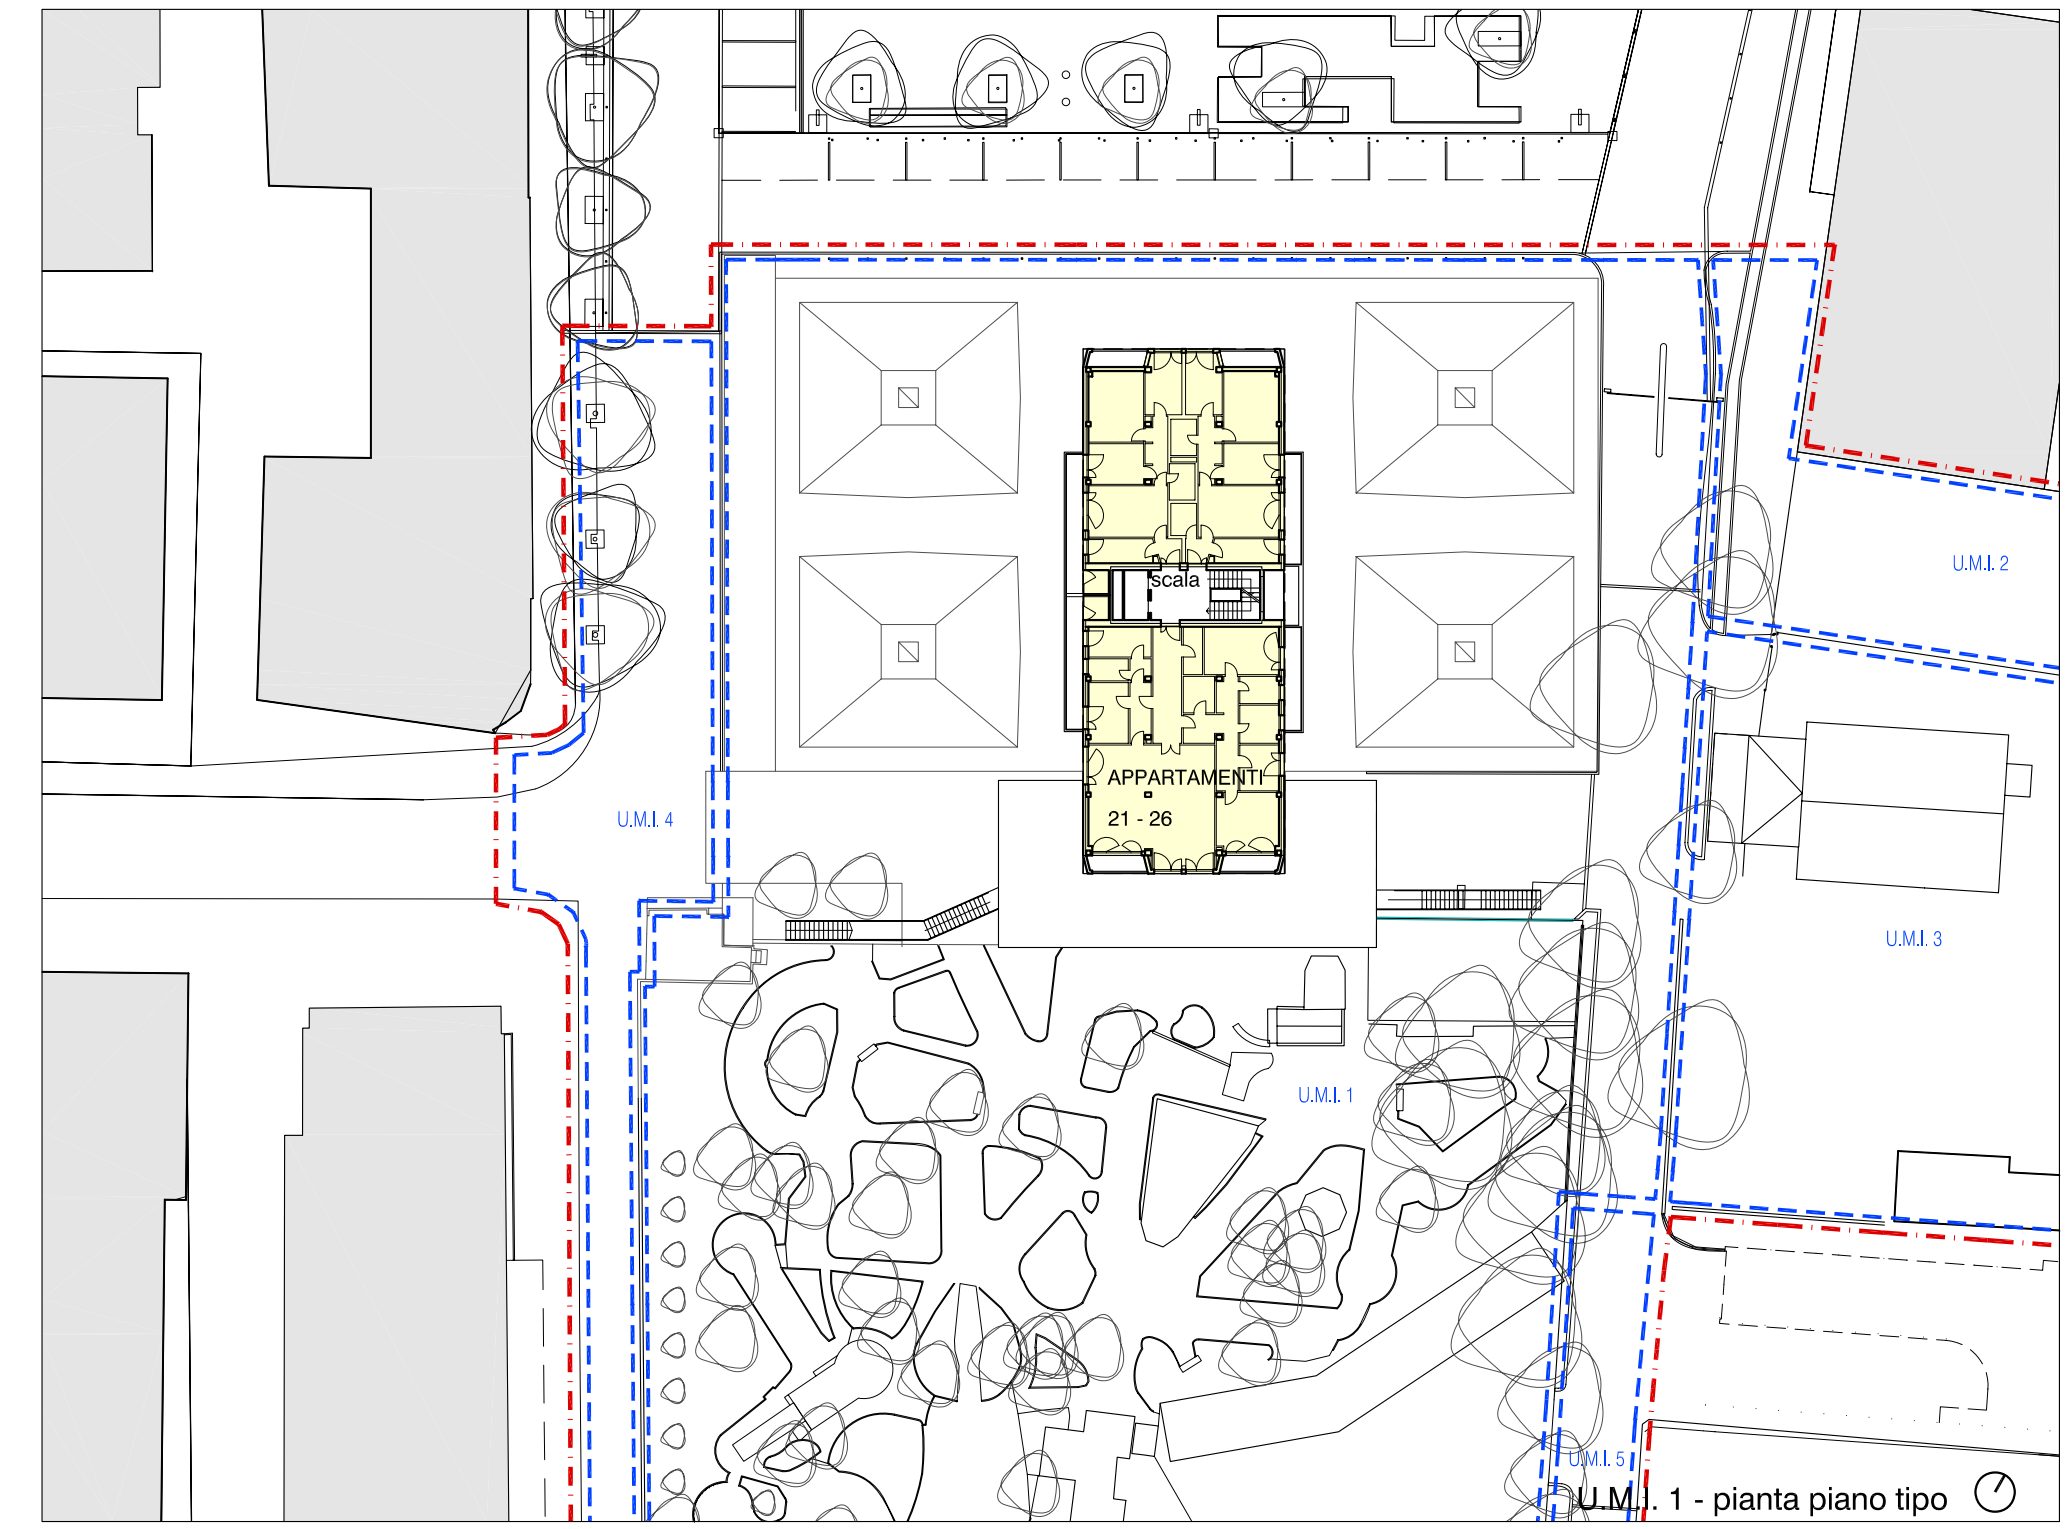 U.M.I. 2
scala
APPARTAMENTI
21 - 26
U.M.I. 4
U.M.I. 3
U.M.I. 1
U.M.I. 5
U.M.I. 1 - pianta piano tipo